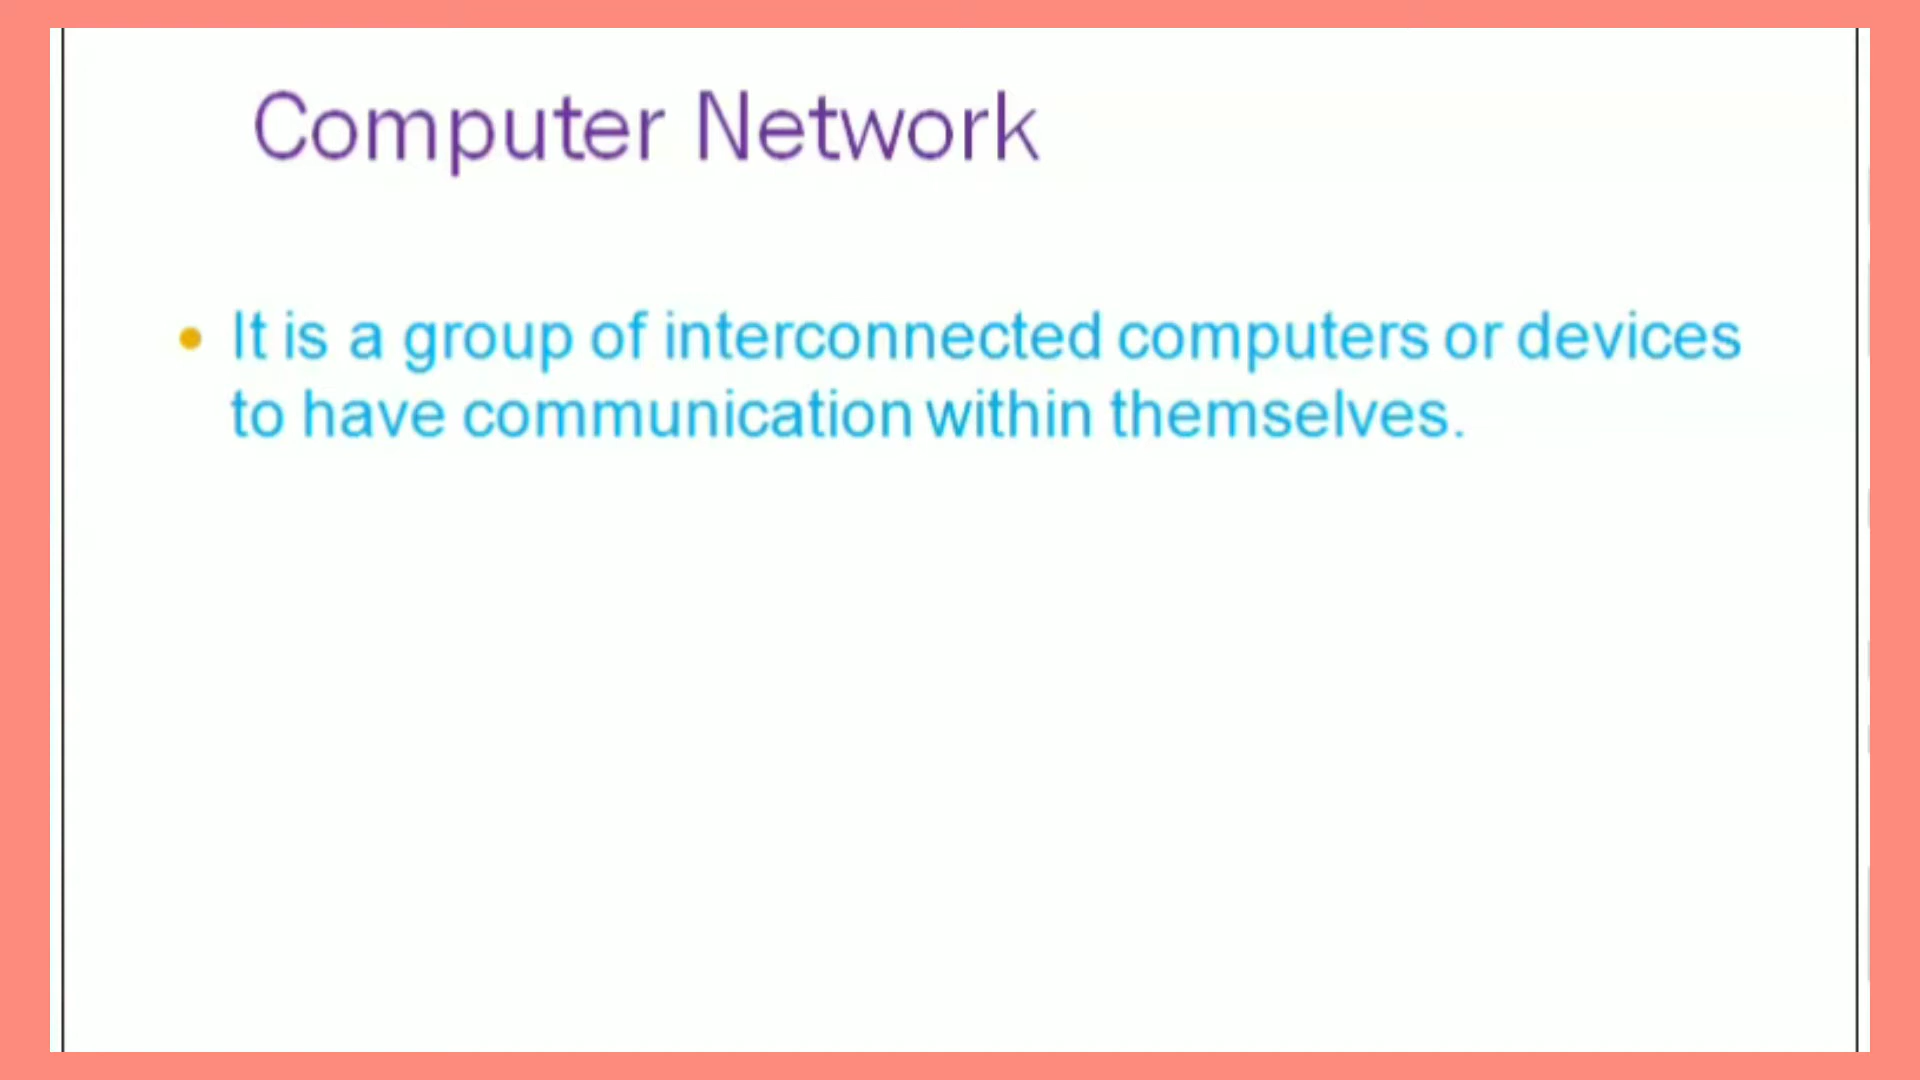 Computer Network
• It is a group of interconnected computers or devices
to have communication within themselves.